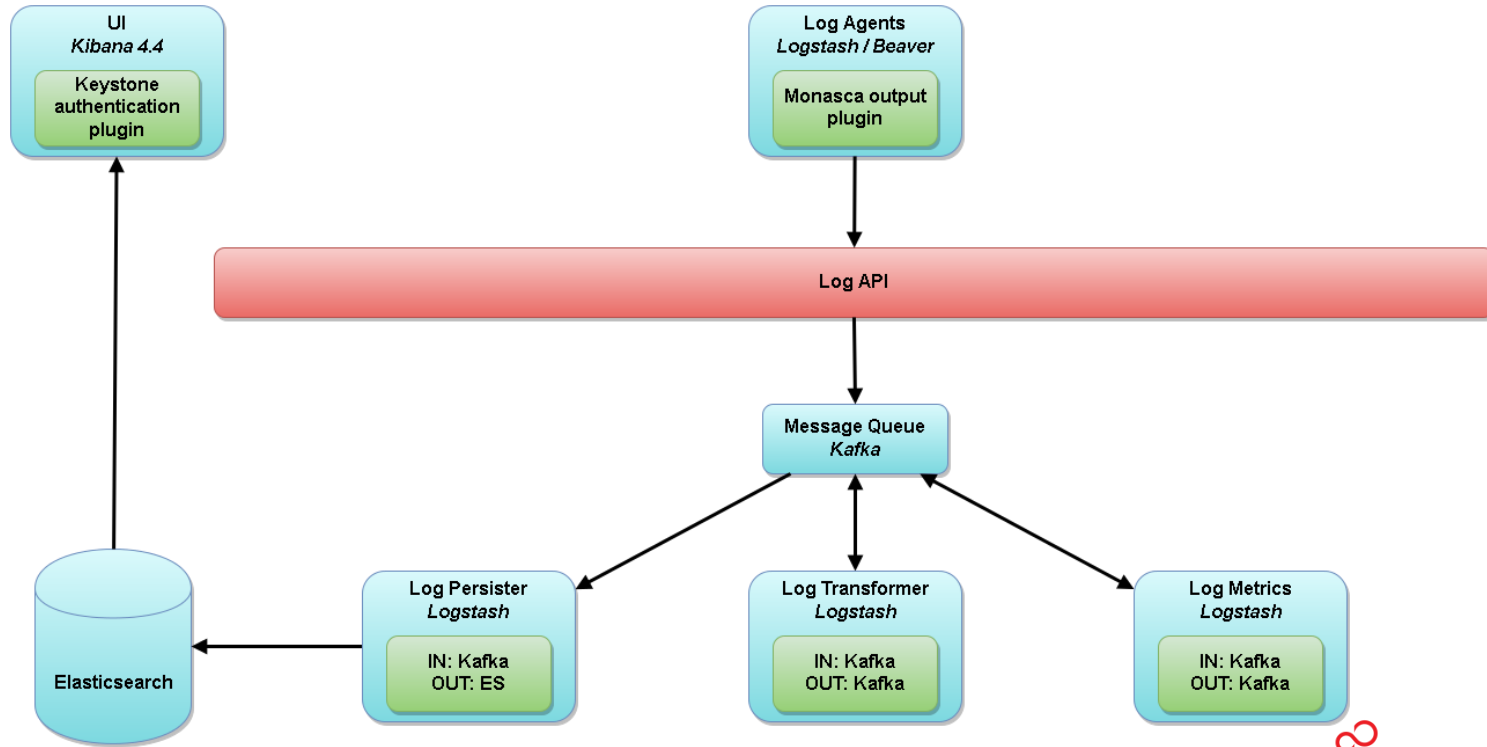 UI
Kibana 4.4
Keystone
authentication
plugin
Log Agents
Logstash / Beaver
Monasca output
plugin
Log API
Message Queue
Kafka
Elasticsearch
Log Persister
Logstash
IN: Kafka
OUT: ES
Log Transformer
Logstash
IN: Kafka
OUT: Kafka
Log Metrics
Logstash
IN: Kafka
OUT: Kafka